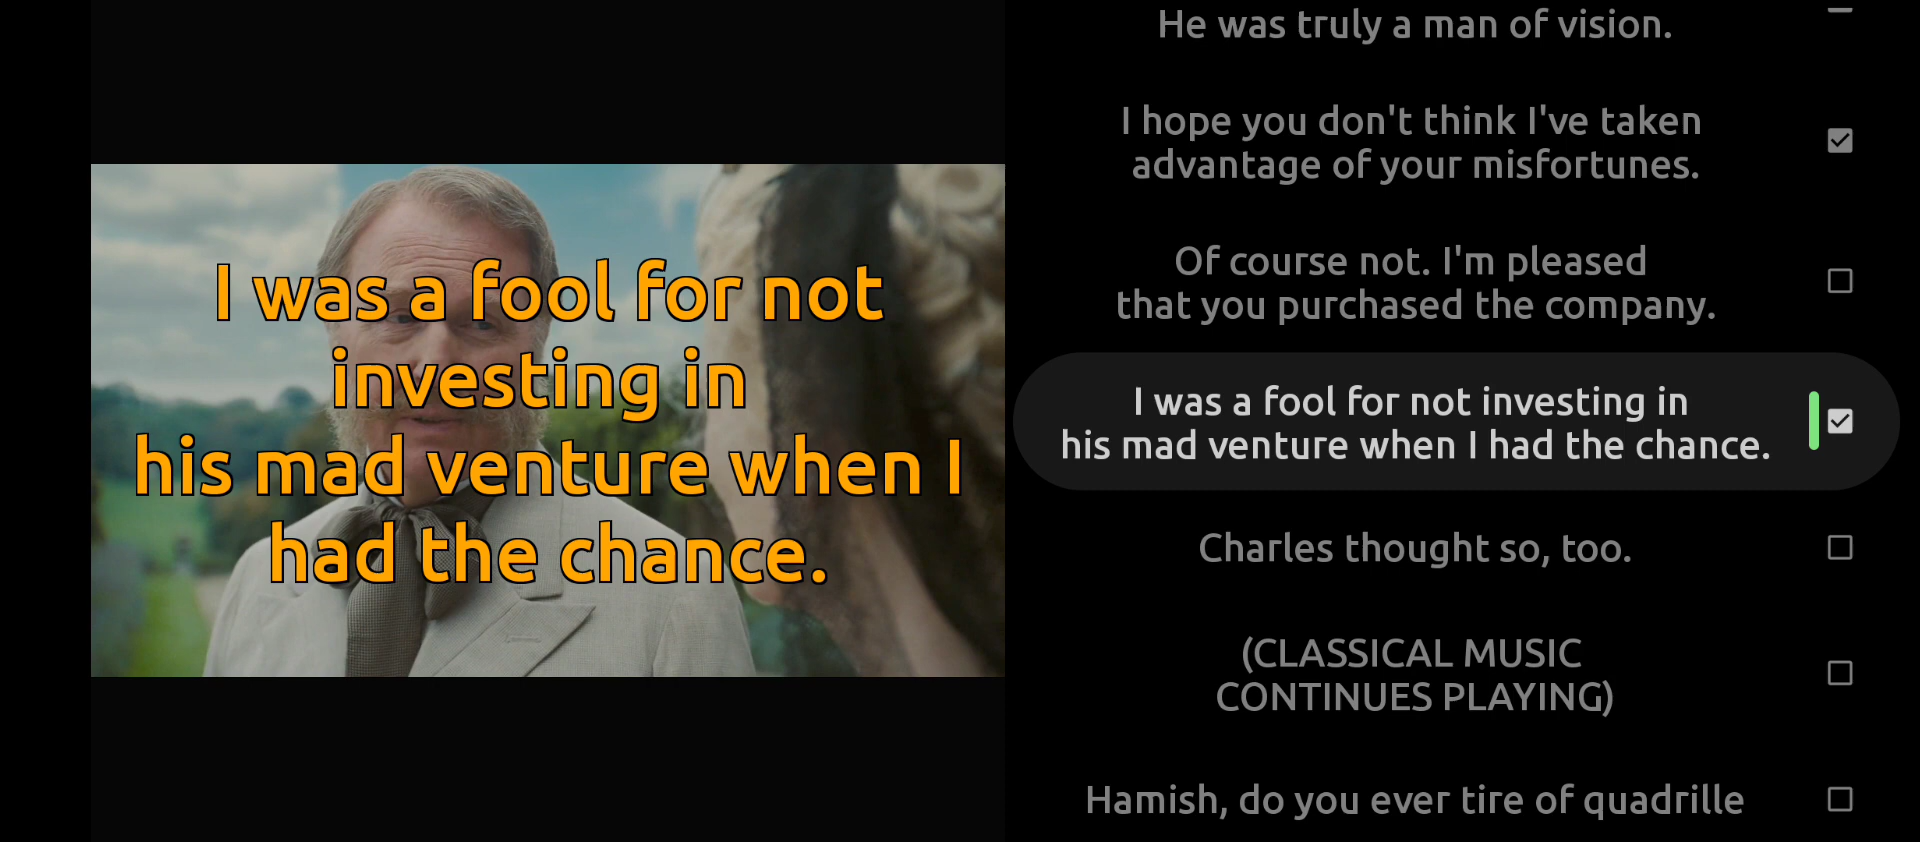 I was a fool for not
investing in
his mad venture when I
had the chance.
He was truly a man of vision.
I hope you don't think I've taken
advantage of your misfortunes.
Of course not. I'm pleased
that you purchased the company.
I was a fool for not investing in
his mad venture when I had the chance.
Charles thought so, too.
(CLASSICAL MUSIC
CONTINUES PLAYING)
Hamish, do you ever tire of quadrille